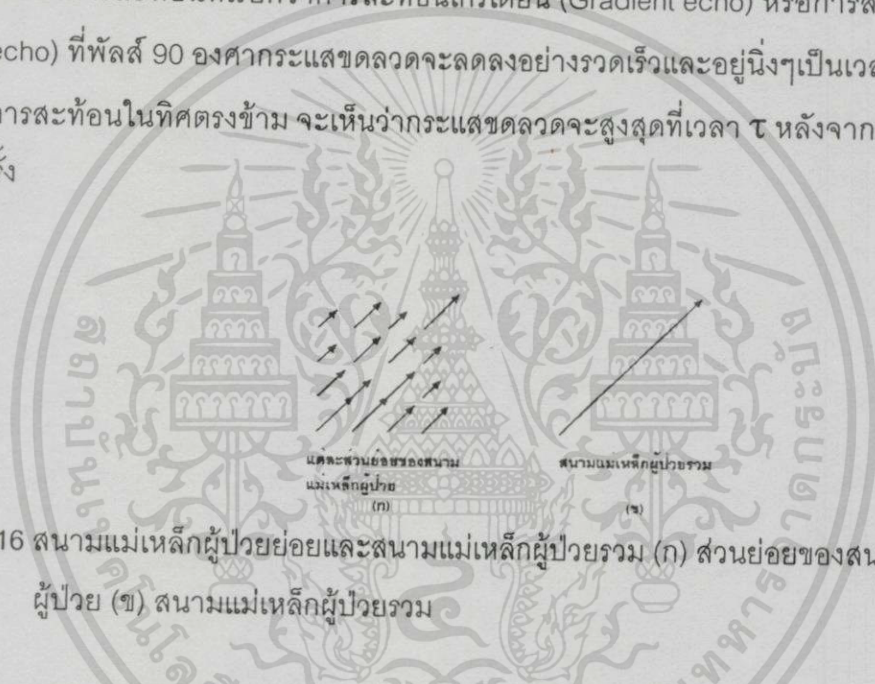 (Gradient echo) หรือการส
echo) ที่พัลส์ 90 องศากระแสขดลวดจะลดลงอย่างรวดเร็วและอยู่นิ่งๆเป็นเวล
การสะท้อนในทิศตรงข้าม จะเห็นว่ากระแสขดลวดจะสูงสุดที่เวลา τ หลังจาก
แต่ละส่วนย่อยของสนาม
แม่เหล็กผู้ป่วย
(ก)
สนามแม่เหล็กผู้ป่วยรวม
(ข)
16 สนามแม่เหล็กผู้ป่วยย่อยและสนามแม่เหล็กผู้ป่วยรวม (ก) ส่วนย่อยของสน
ผู้ป่วย (ข) สนามแม่เหล็กผู้ป่วยรวม